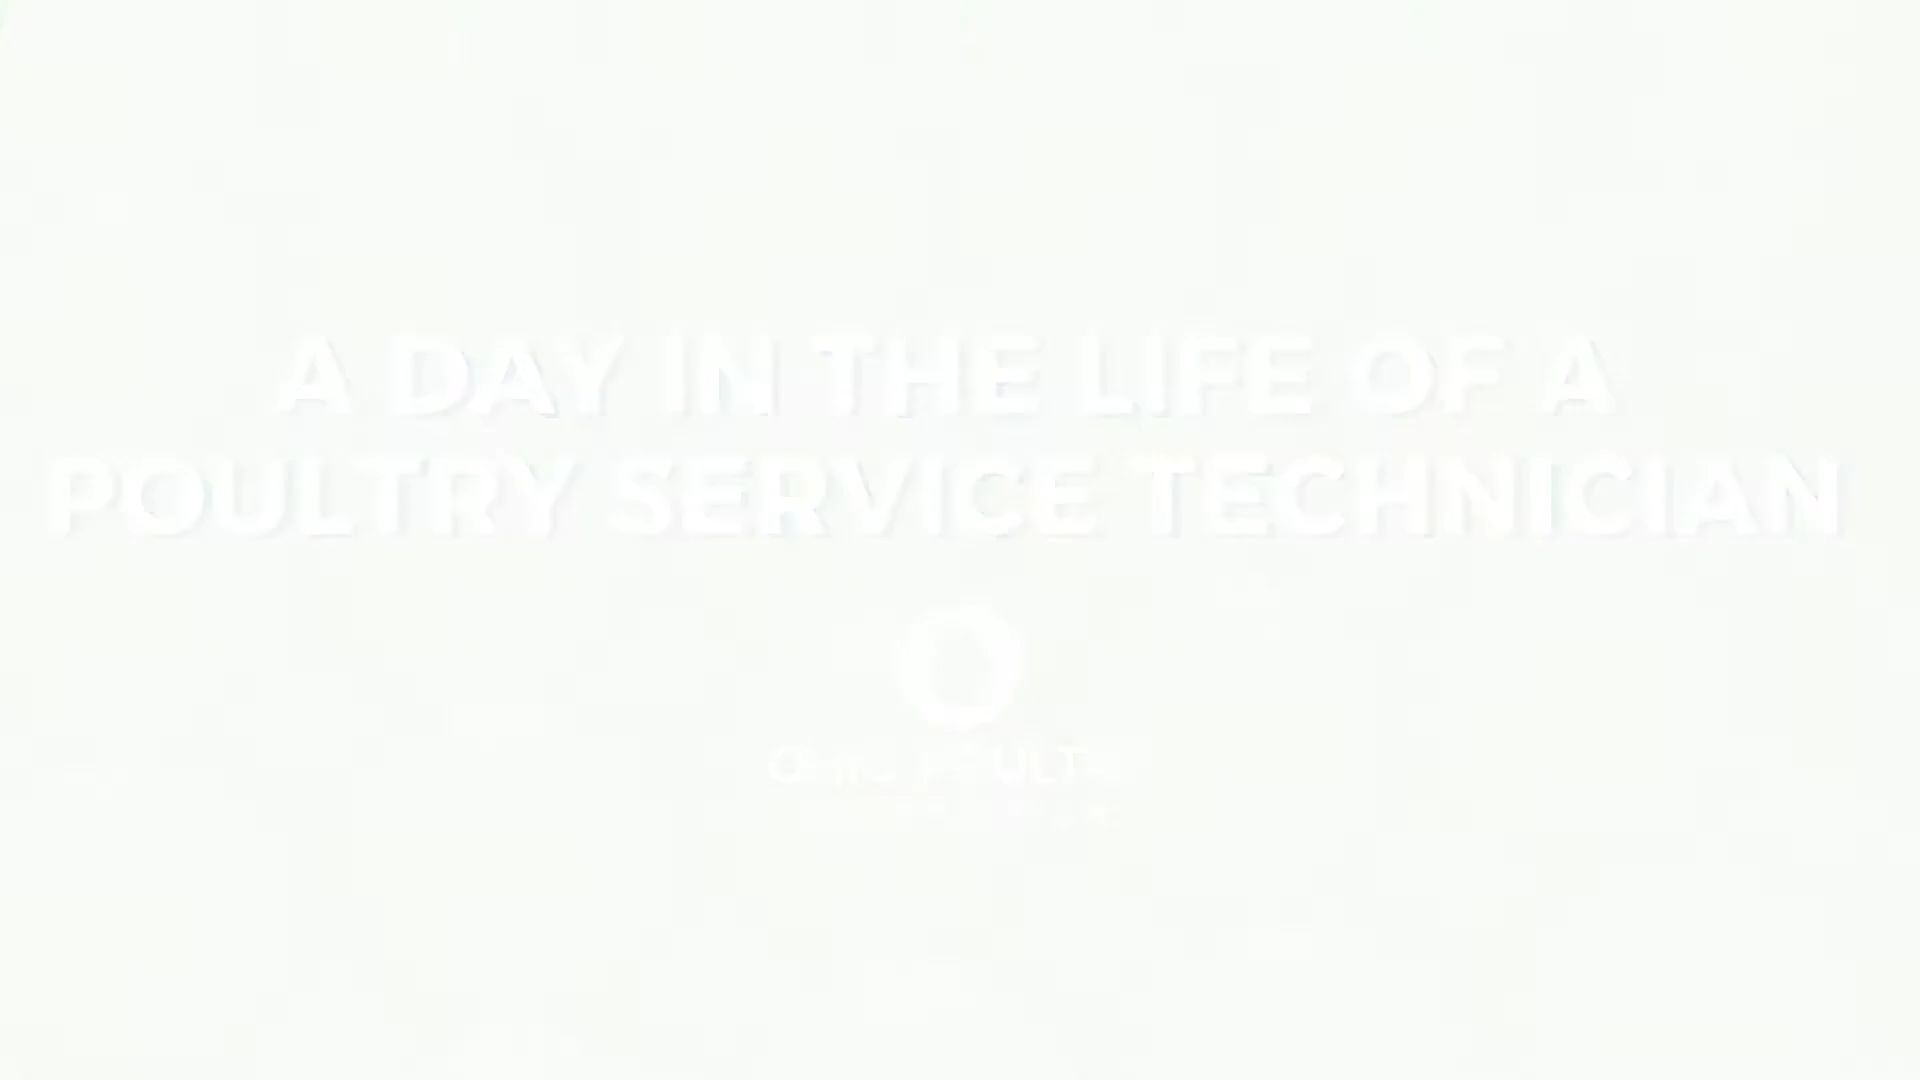 A DAY IN THE LIFE OF A
POULTRY SERVICE TECHNICIAN